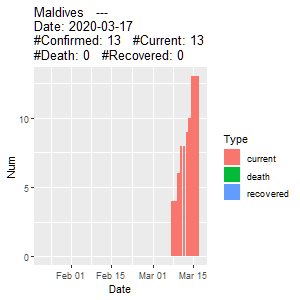 Maldives   ---
Date: 2020-03-17
#Confirmed: 13   #Current: 13
#Death: 0   #Recovered: 0
Num
10
5
0
Feb 01
Feb 15
Mar 01
Mar 15
Date
Type
current
death
recovered